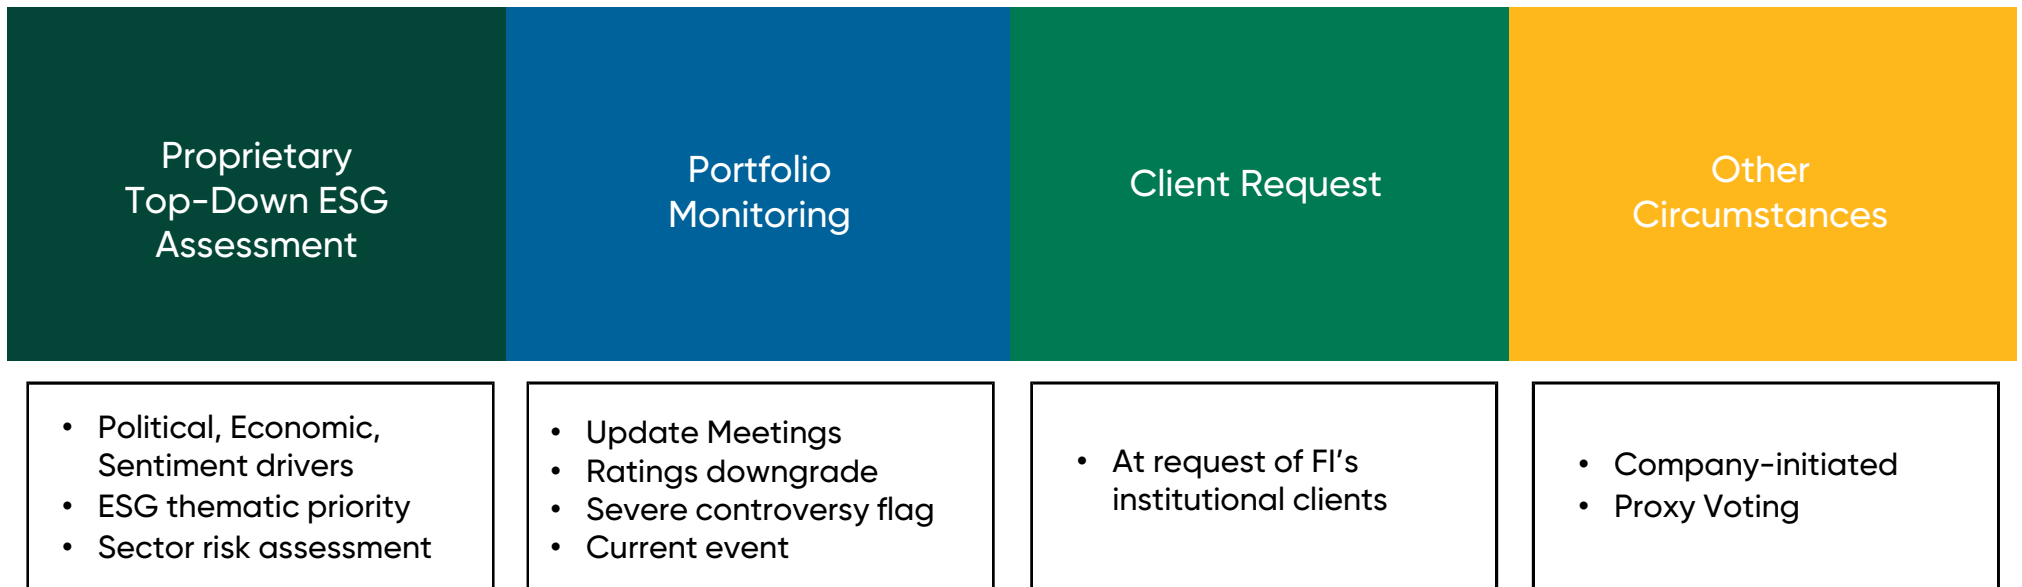 Proprietary
Top-Down ESG
Assessment
Portfolio
Monitoring
Client Request
Other
Circumstances
• Political, Economic,
Sentiment drivers
• ESG thematic priority
• Sector risk assessment
• Update Meetings
• Ratings downgrade
• Severe controversy flag
• Current event
• At request of FI’s
institutional clients
• Company-initiated
• Proxy Voting